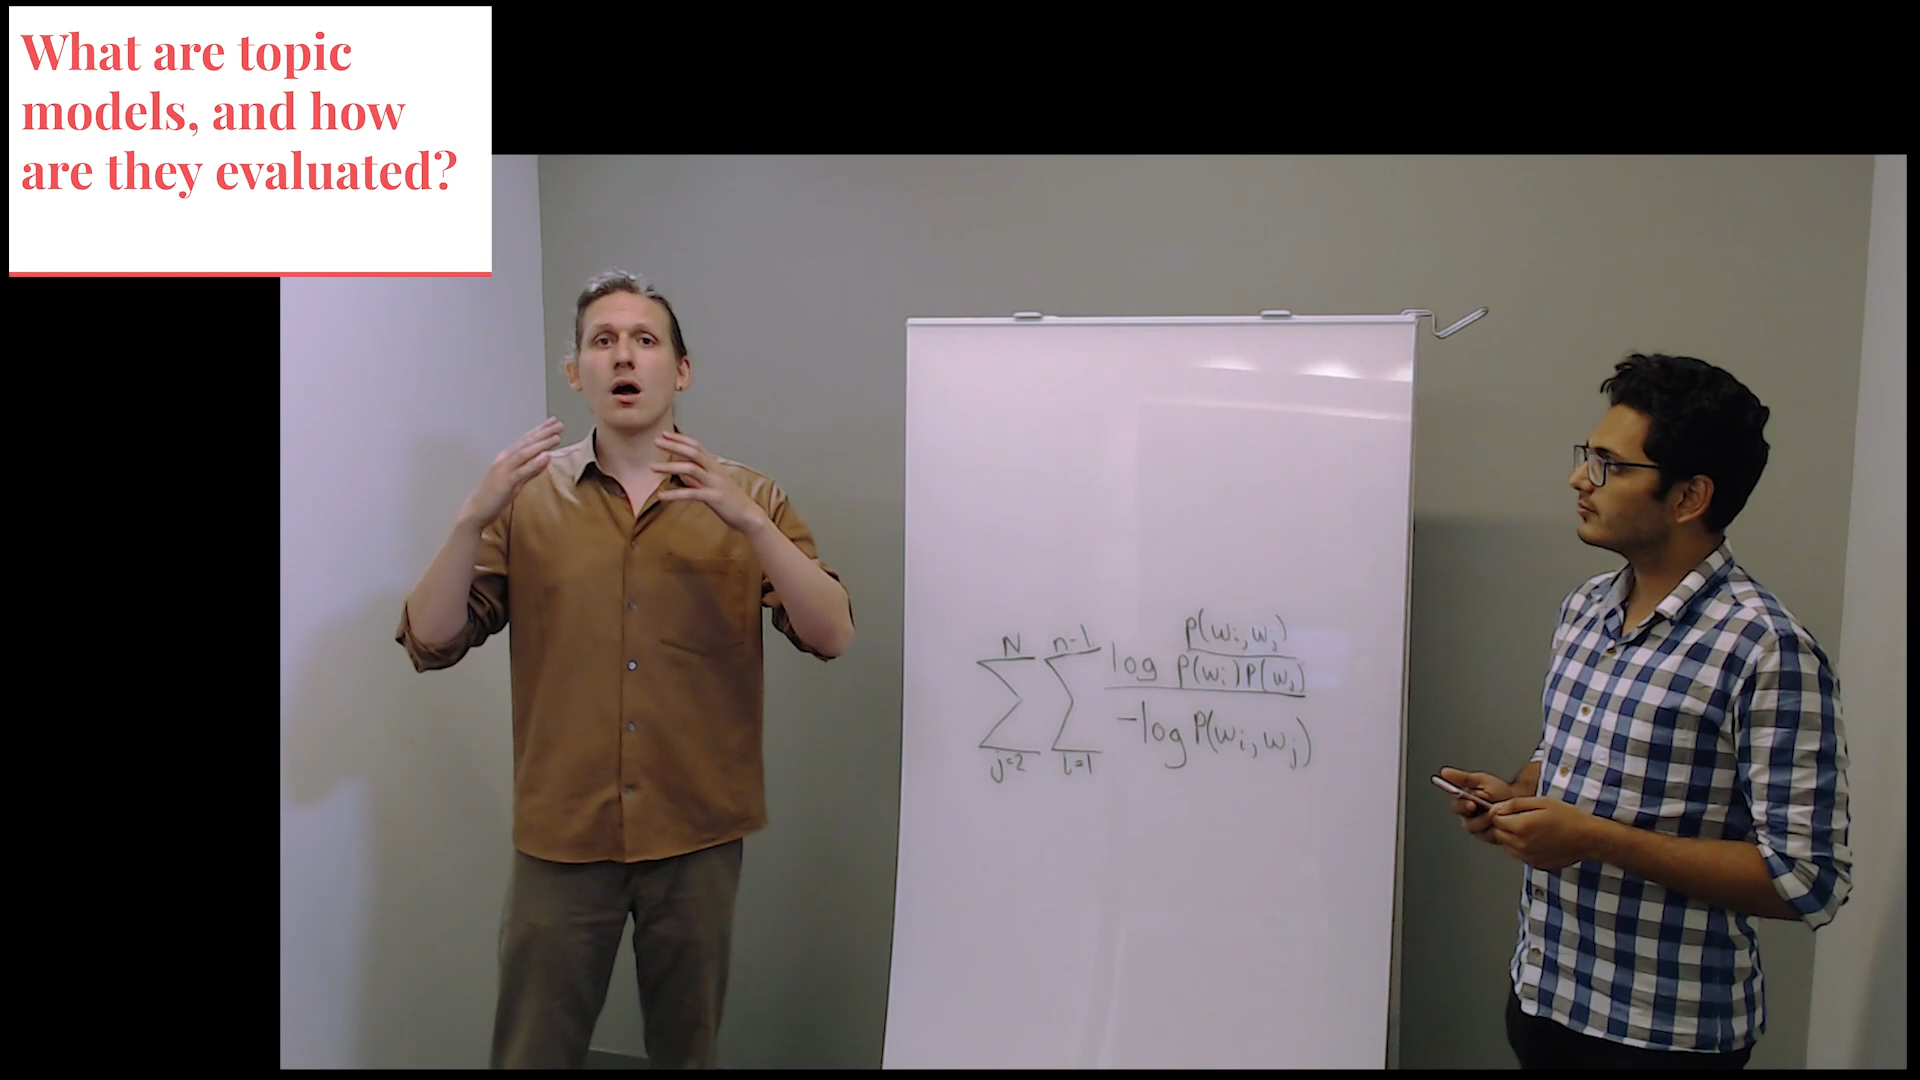 What are topic
models, and how
are they evaluated?
N n-1 log P(wi,wj)
P(wi)P(wj)
j=2 i=1 -log P(wi,wj)